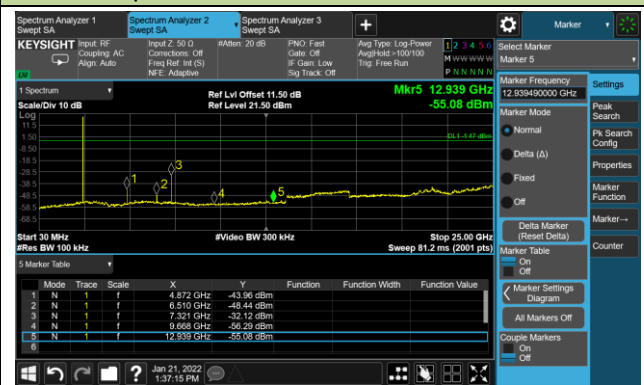 Spectrum Analyzer 1
Swept SA
Spectrum Analyzer 2
Swept SA
Spectrum Analyzer 3
Swept SA
Marker
KEYSIGHT
Input: RF
Coupling: AC
Align: Auto
Input Z: 50 Ω
Corrections: Off
Freq Ref: Int (S)
NFE: Adaptive
#Atten: 20 dB
PNO: Fast
Gate: Off
IF Gain: Low
Sig Track: Off
Avg Type: Log-Power
Avg|Hold:>100/100
Trig: Free Run
1 2 3 4 5 6
M W W W W W
P N N N N N
Select Marker
Marker 5
1 Spectrum
Scale/Div 10 dB
Log
Ref Lvl Offset 11.50 dB
Ref Level 21.50 dBm
Mkr5 12.939 GHz
-55.08 dBm
11.5
1.50
-8.50
-18.5
-28.5
-38.5
-48.5
-58.5
-68.5
DL1 -1.47 dBm
1
2
3
4
5
Start 30 MHz
#Res BW 100 kHz
#Video BW 300 kHz
Stop 25.00 GHz
Sweep 81.2 ms (2001 pts)
5 Marker Table
Mode Trace Scale X Y Function Function Width Function Value
1 N 1 f 4.872 GHz -43.96 dBm
2 N 1 f 6.510 GHz -48.44 dBm
3 N 1 f 7.321 GHz -32.12 dBm
4 N 1 f 9.668 GHz -56.29 dBm
5 N 1 f 12.939 GHz -55.08 dBm
6
Marker Frequency
12.939490000 GHz
Marker Mode
Normal
Delta (Δ)
Fixed
Off
Delta Marker
(Reset Delta)
Marker Table
On
Off
Marker Settings
Diagram
All Markers Off
Couple Markers
On
Off
Settings
Peak
Search
Pk Search
Config
Properties
Marker
Function
Marker→
Counter
Jan 21, 2022
1:37:15 PM